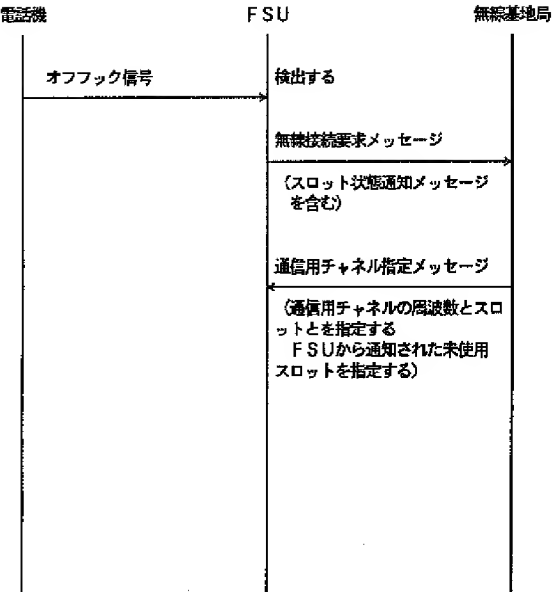 電話機 FSU 無線基地局
オフフック信号 検出する
無線接続要求メッセージ
(スロット状態通知メッセージ
を含む)
通信用チャネル指定メッセージ
(通信用チャネルの周波数とスロ
ットとを指定する
FSUから通知された未使用
スロットを指定する)